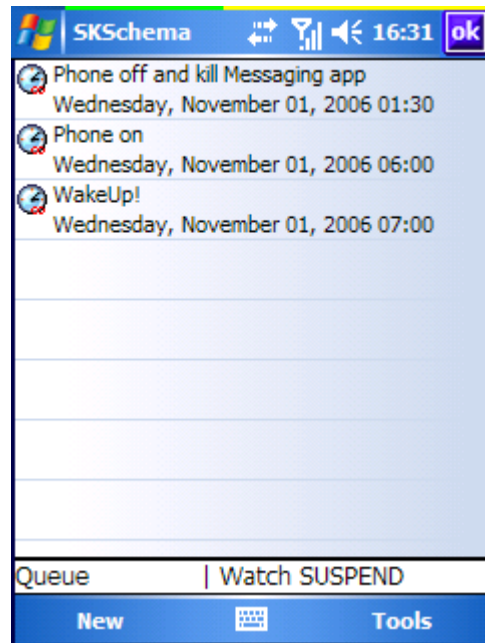 SKSchema 16:31 ok
Phone off and kill Messaging app
Wednesday, November 01, 2006 01:30
Phone on
Wednesday, November 01, 2006 06:00
WakeUp!
Wednesday, November 01, 2006 07:00
Queue | Watch SUSPEND
New Tools